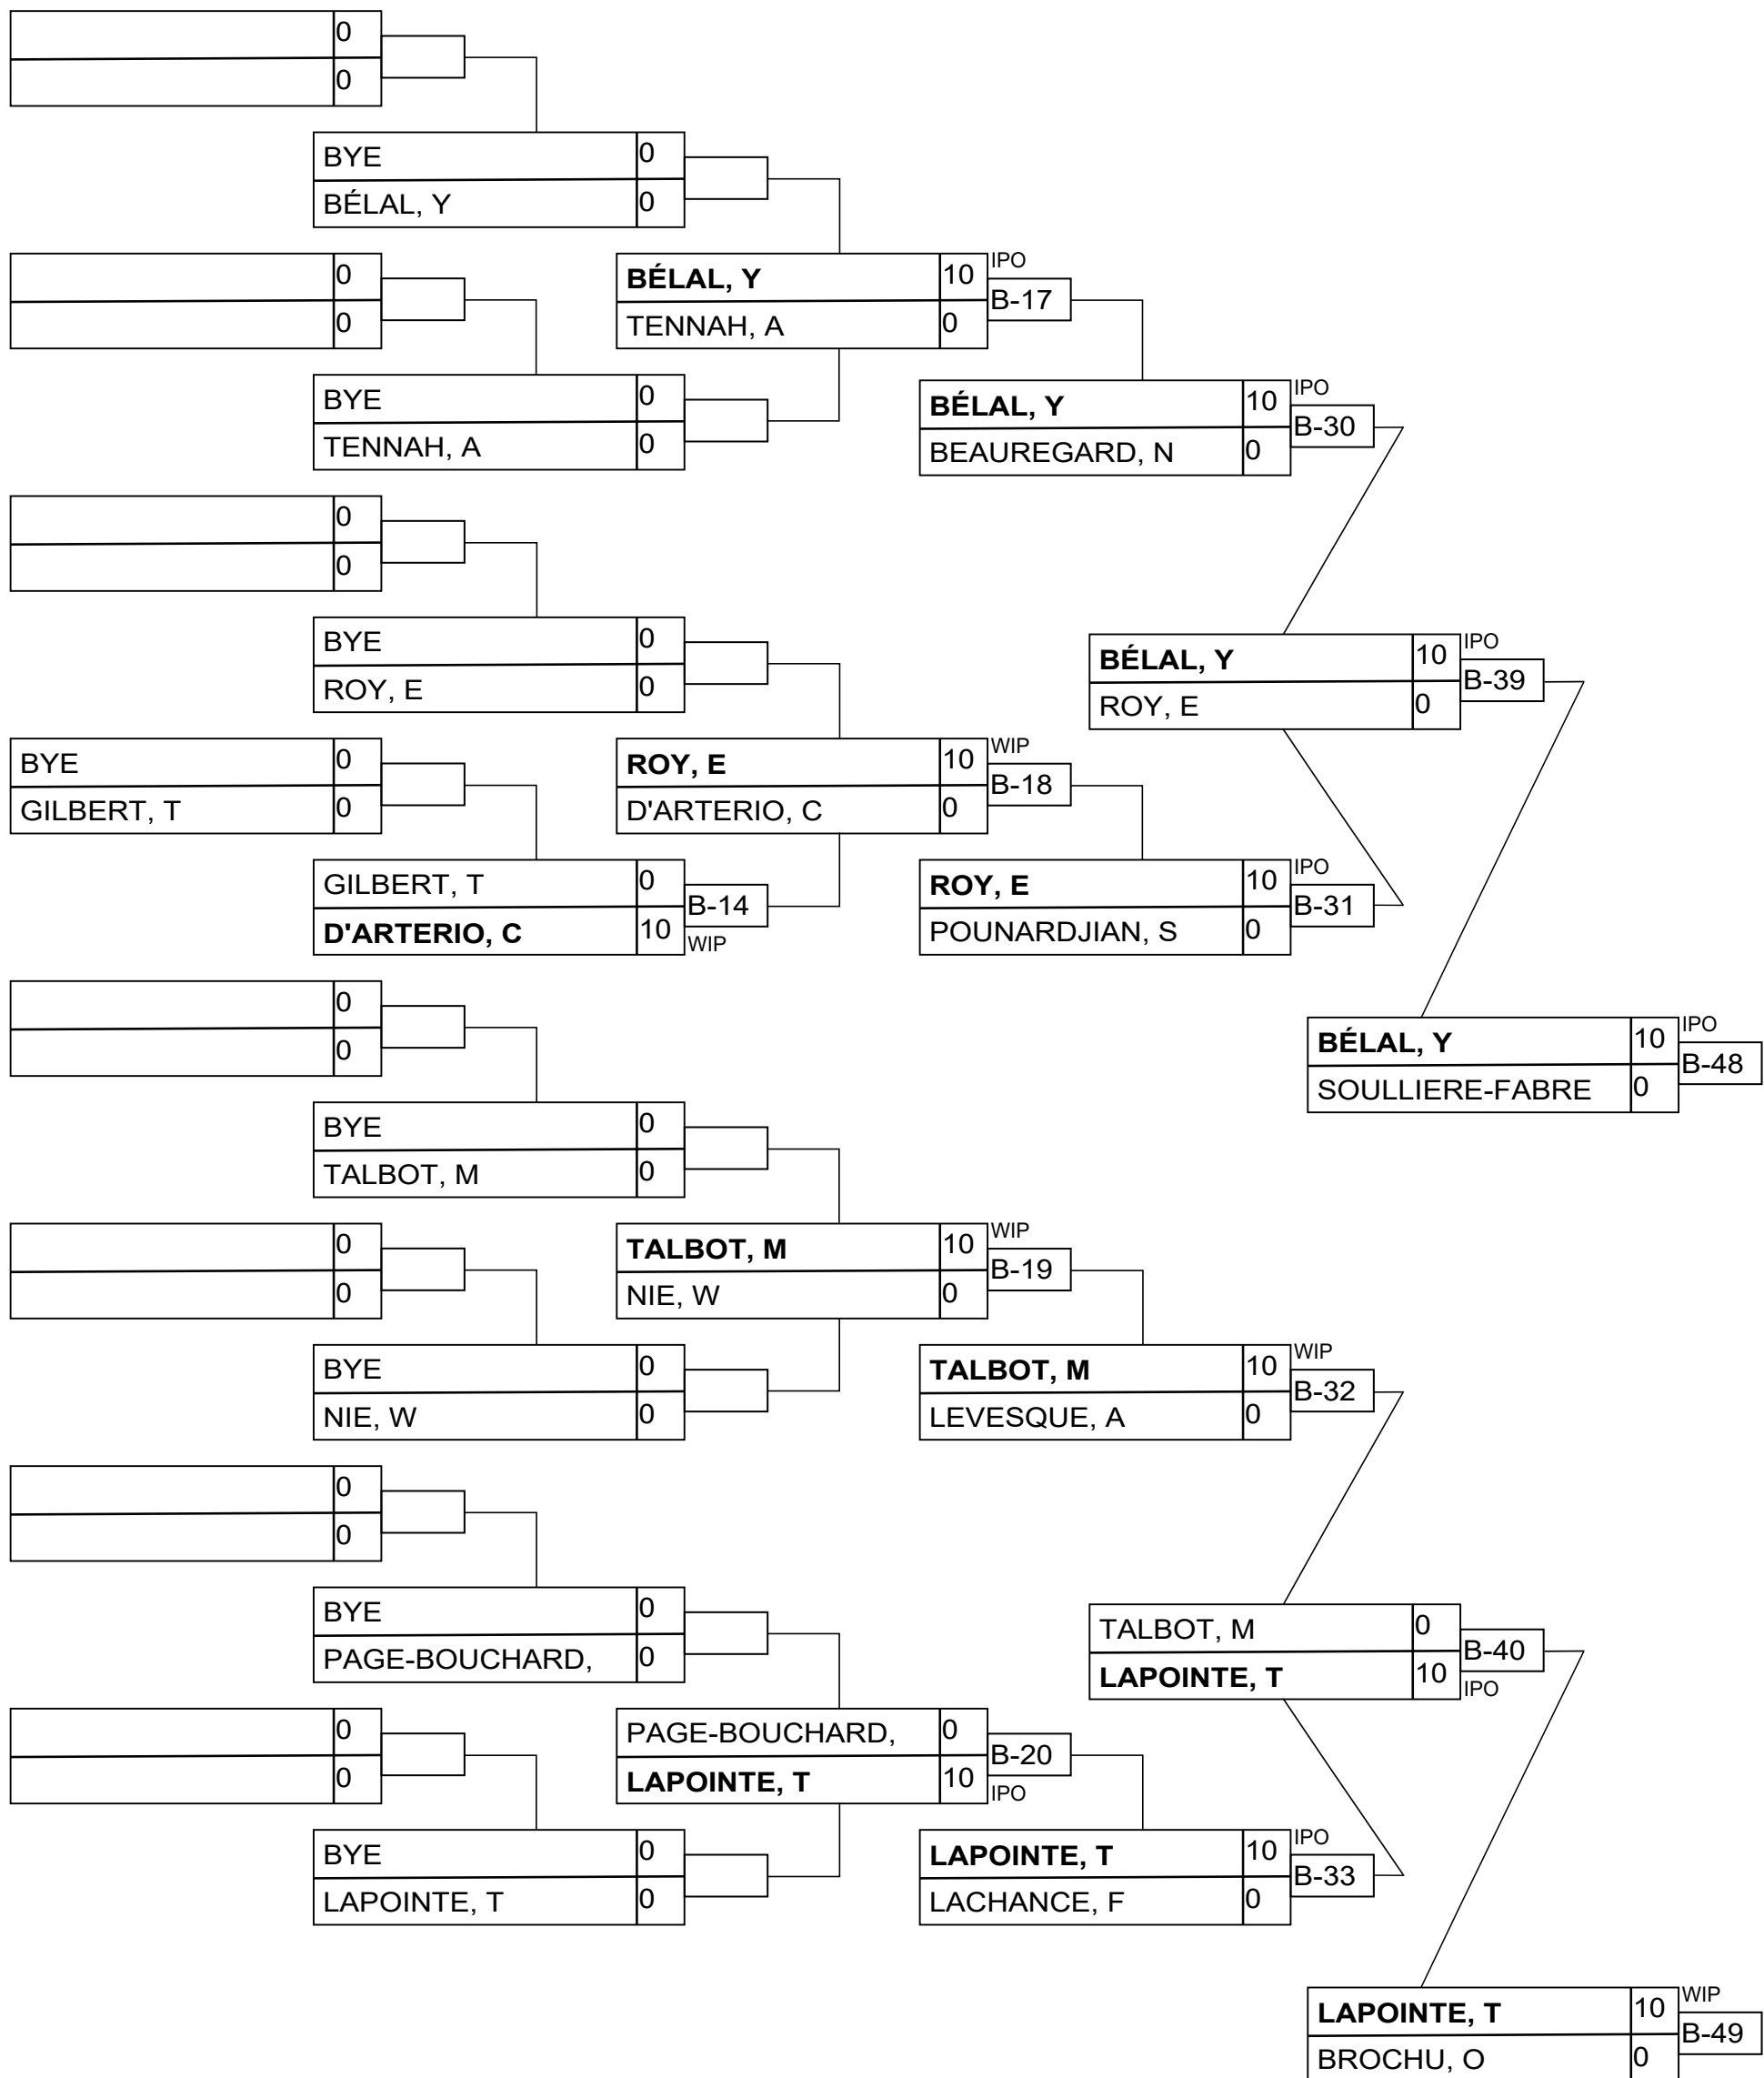 0
0
BYE 0
BÉLAL, Y 0
0
0
IPO
BÉLAL, Y 10
B-17
TENNAH, A 0
BYE 0
TENNAH, A 0
IPO
BÉLAL, Y 10
B-30
BEAUREGARD, N 0
0
0
BYE 0
ROY, E 0
IPO
BÉLAL, Y 10
B-39
ROY, E 0
BYE 0
GILBERT, T 0
WIP
ROY, E 10
B-18
D'ARTERIO, C 0
GILBERT, T 0
B-14
D'ARTERIO, C 10
WIP
IPO
ROY, E 10
B-31
POUNARDJIAN, S 0
0
0
IPO
BÉLAL, Y 10
B-48
SOULLIERE-FABRE 0
BYE 0
TALBOT, M 0
0
0
WIP
TALBOT, M 10
B-19
NIE, W 0
BYE 0
NIE, W 0
WIP
TALBOT, M 10
B-32
LEVESQUE, A 0
0
0
BYE 0
PAGE-BOUCHARD, 0
TALBOT, M 0
B-40
LAPOINTE, T 10
IPO
0
0
PAGE-BOUCHARD, 0
B-20
LAPOINTE, T 10
IPO
BYE 0
LAPOINTE, T 0
IPO
LAPOINTE, T 10
B-33
LACHANCE, F 0
WIP
LAPOINTE, T 10
B-49
BROCHU, O 0